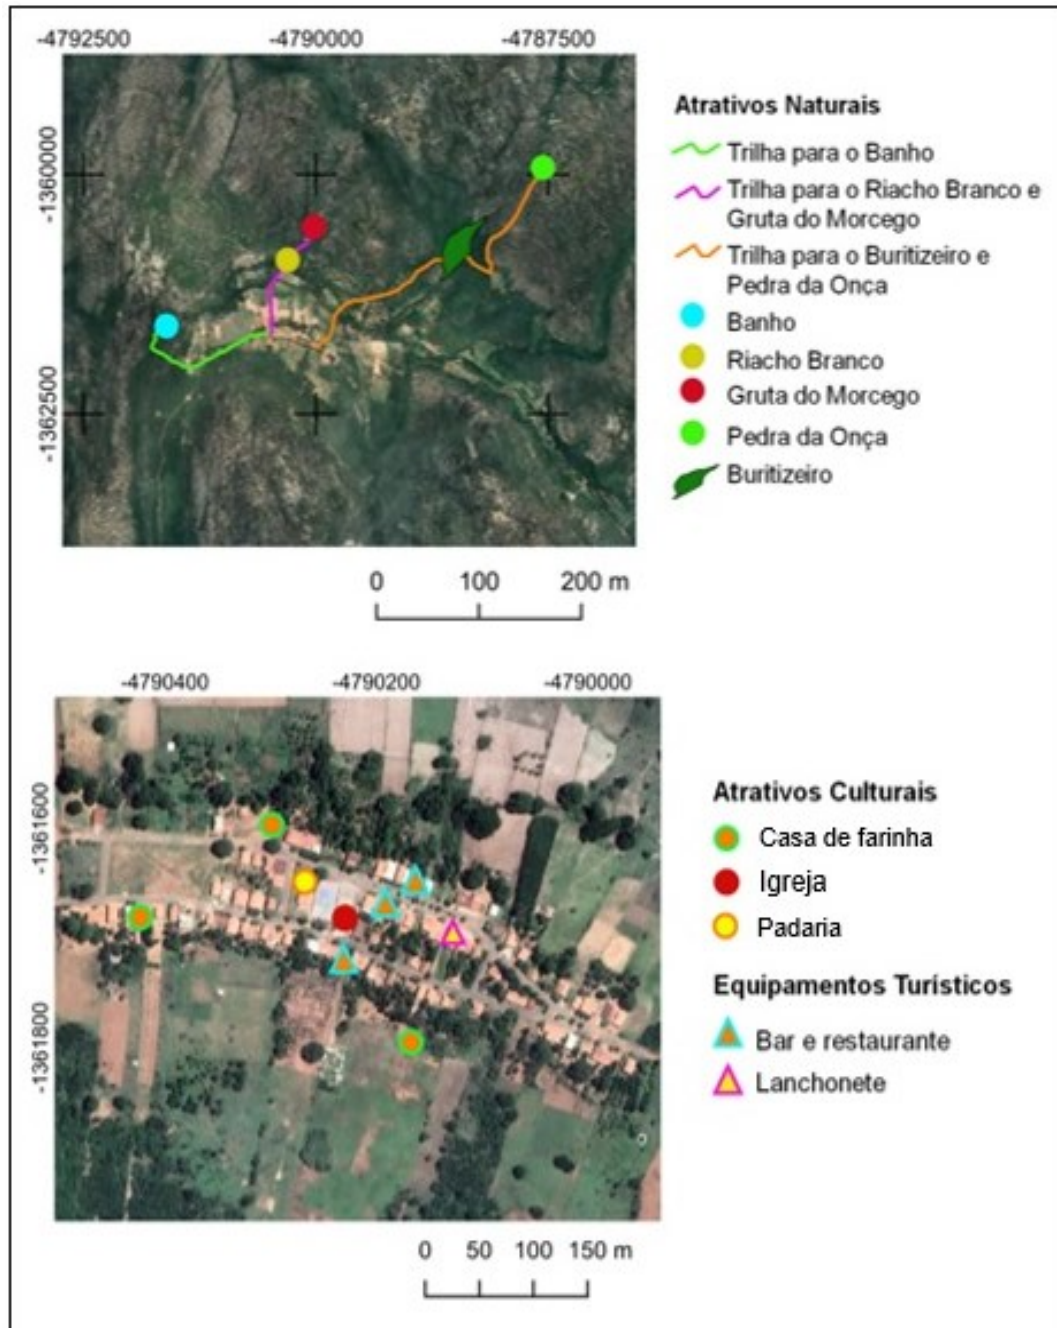 -4792500 -4790000 -4787500
-1360000
-1362500
Atrativos Naturais
Trilha para o Banho
Trilha para o Riacho Branco e
Gruta do Morcego
Trilha para o Buritizeiro e
Pedra da Onça
Banho
Riacho Branco
Gruta do Morcego
Pedra da Onça
Buritizeiro
0 100 200 m
-4790400 -4790200 -4790000
-1361600
-1361800
Atrativos Culturais
Casa de farinha
Igreja
Padaria
Equipamentos Turísticos
Bar e restaurante
Lanchonete
0 50 100 150 m